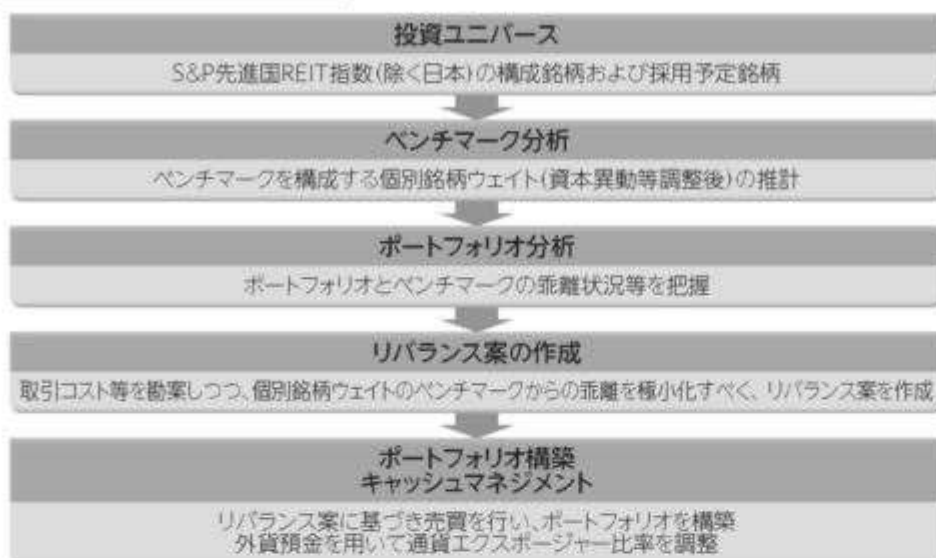 投資ユニバース
S&P先進国REIT指数(除く日本)の構成銘柄および採用予定銘柄
ベンチマーク分析
ベンチマークを構成する個別銘柄ウェイト(資本異動等調整後)の推計
ポートフォリオ分析
ポートフォリオとベンチマークの乖離状況等を把握
リバランス案の作成
取引コスト等を勘案しつつ、個別銘柄ウェイトのベンチマークからの乖離を極小化すべく、リバランス案を作成
ポートフォリオ構築
キャッシュマネジメント
リバランス案に基づき売買を行い、ポートフォリオを構築
外貨預金を用いて通貨エクスポージャー比率を調整